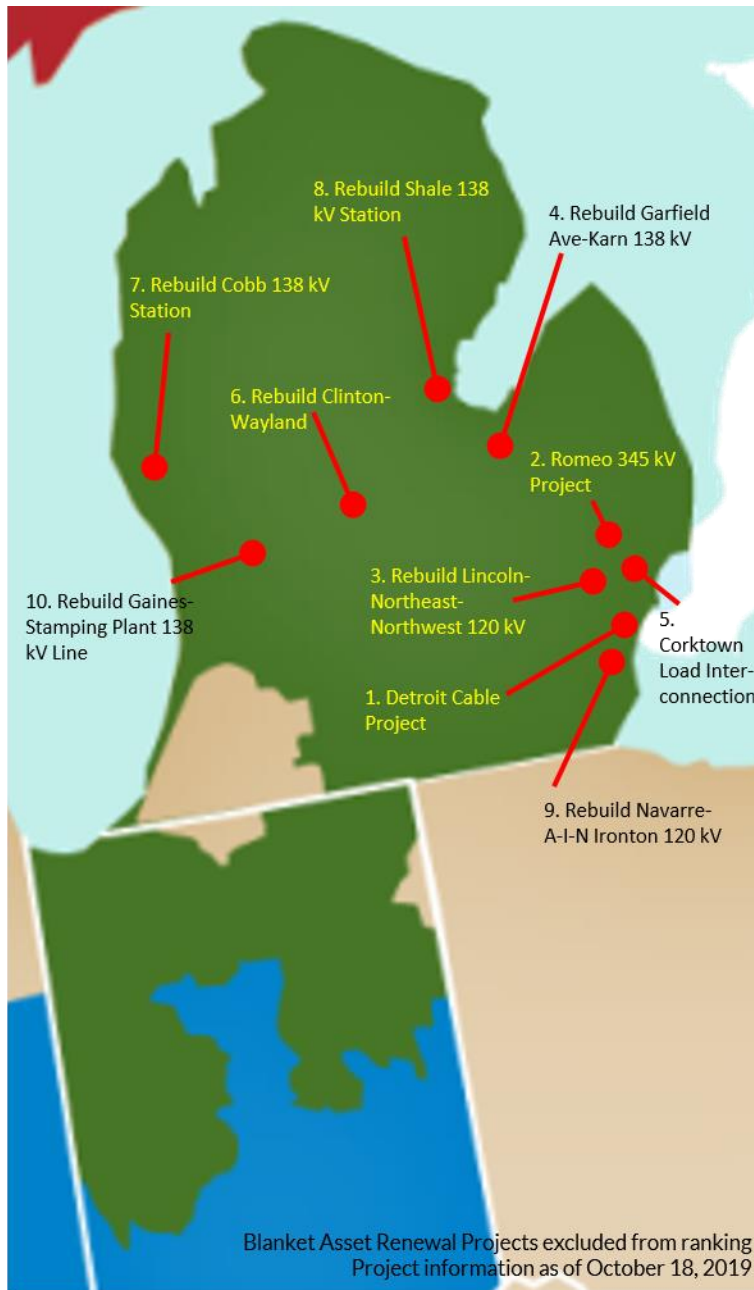 8. Rebuild Shale 138
kV Station
4. Rebuild Garfield
Ave-Karn 138 kV
7. Rebuild Cobb 138 kV
Station
6. Rebuild Clinton-
Wayland
2. Romeo 345 kV
Project
3. Rebuild Lincoln-
Northeast-
Northwest 120 kV
10. Rebuild Gaines-
Stamping Plant 138
kV Line
5.
Corktown
Load Inter-
connection
1. Detroit Cable
Project
9. Rebuild Navarre-
A-I-N Ironton 120 kV
Blanket Asset Renewal Projects excluded from ranking
Project information as of October 18, 2019